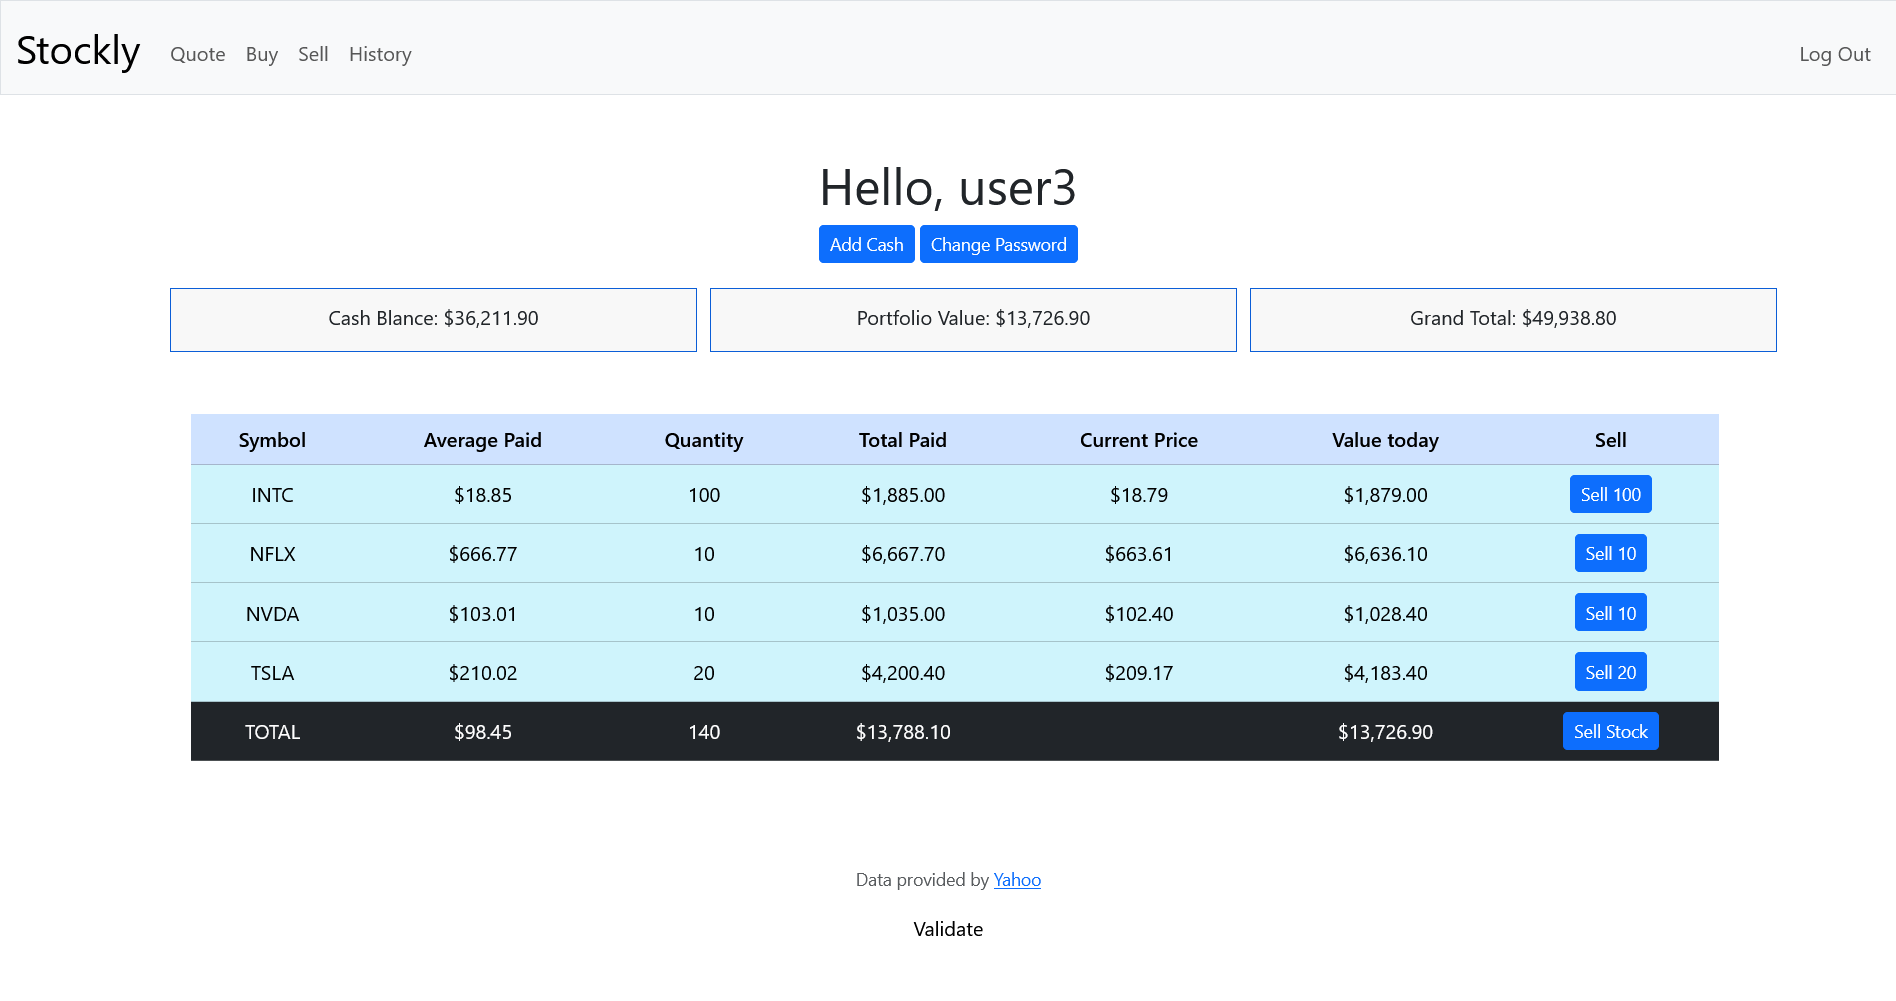 Stockly Quote Buy Sell History Log Out
Hello, user3
Add Cash Change Password
Cash Blance: $36,211.90 Portfolio Value: $13,726.90 Grand Total: $49,938.80
Symbol Average Paid Quantity Total Paid Current Price Value today Sell
INTC $18.85 100 $1,885.00 $18.79 $1,879.00 Sell 100
NFLX $666.77 10 $6,667.70 $663.61 $6,636.10 Sell 10
NVDA $103.01 10 $1,035.00 $102.40 $1,028.40 Sell 10
TSLA $210.02 20 $4,200.40 $209.17 $4,183.40 Sell 20
TOTAL $98.45 140 $13,788.10 $13,726.90 Sell Stock
Data provided by Yahoo
Validate